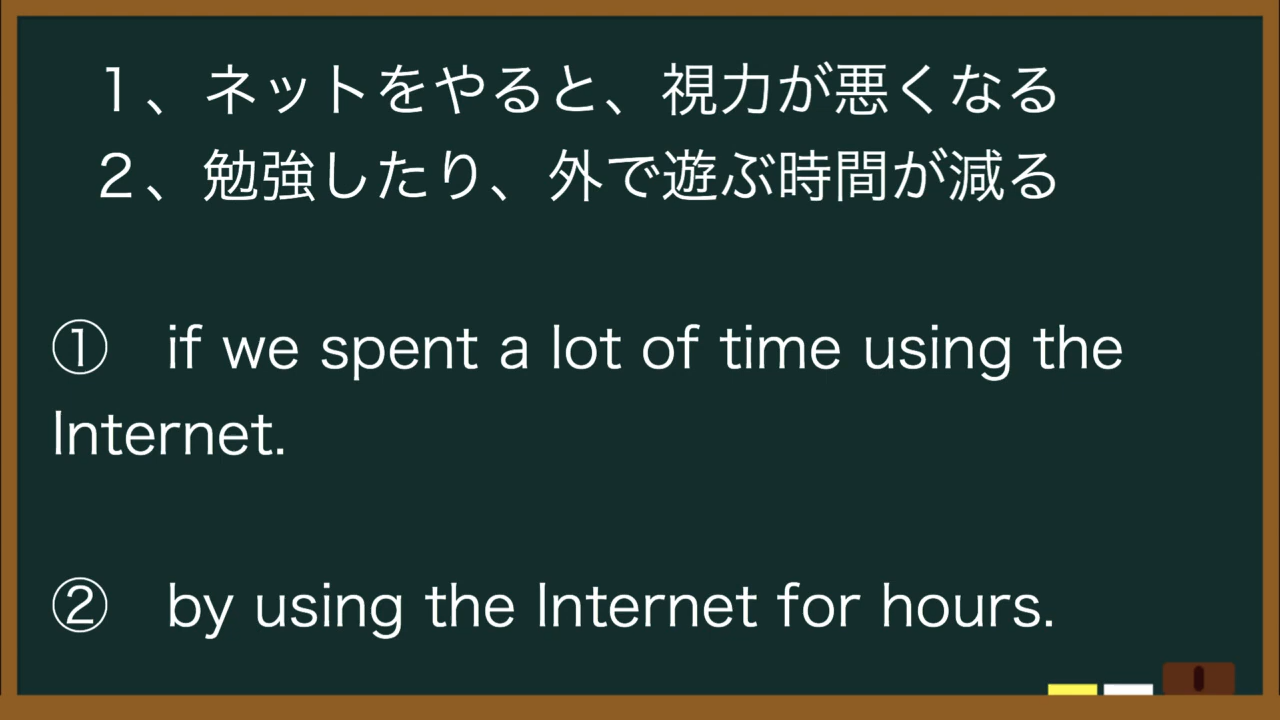 １、ネットをやると、視力が悪くなる
２、勉強したり、外で遊ぶ時間が減る
①　if we spent a lot of time using the
Internet.
②　by using the Internet for hours.